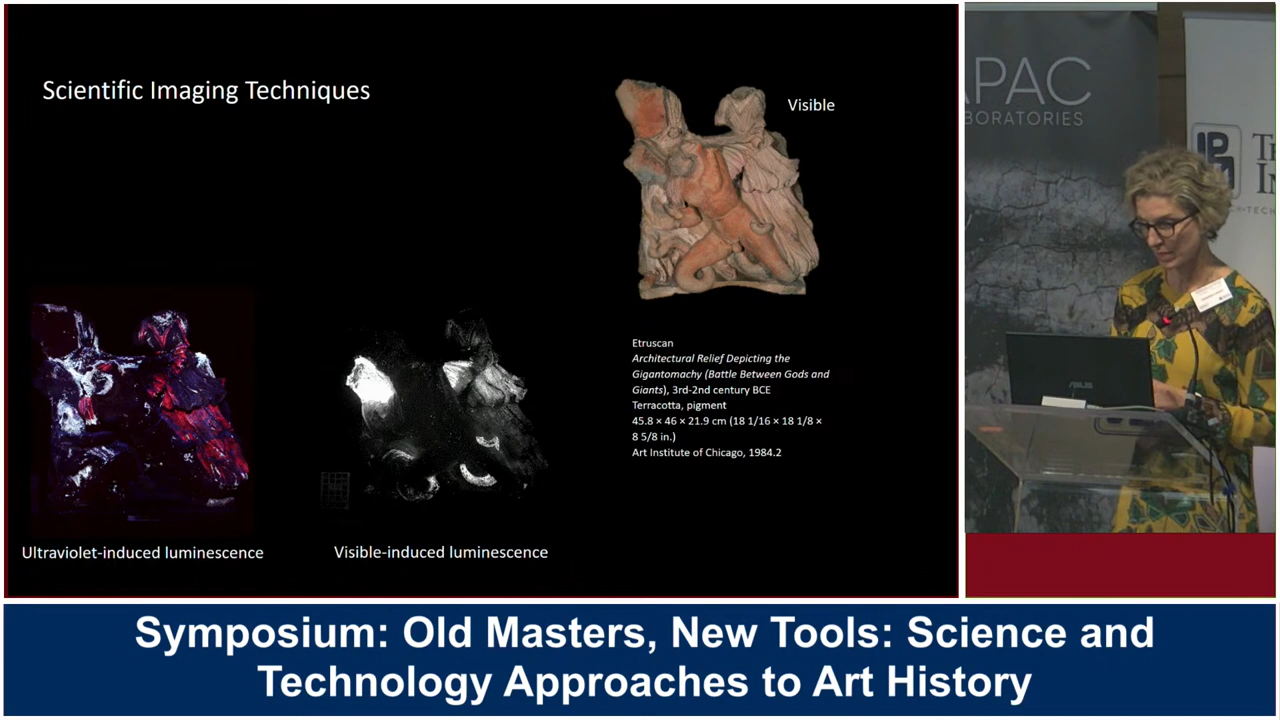 Scientific Imaging Techniques
Visible
Etruscan
Architectural Relief Depicting the
Gigantomachy (Battle Between Gods and
Giants), 3rd-2nd century BCE
Terracotta, pigment
45.8 × 46 × 21.9 cm (18 1/16 × 18 1/8 ×
8 5/8 in.)
Art Institute of Chicago, 1984.2
Ultraviolet-induced luminescence
Visible-induced luminescence
APAC
BORATORIES
ASUS
Symposium: Old Masters, New Tools: Science and
Technology Approaches to Art History